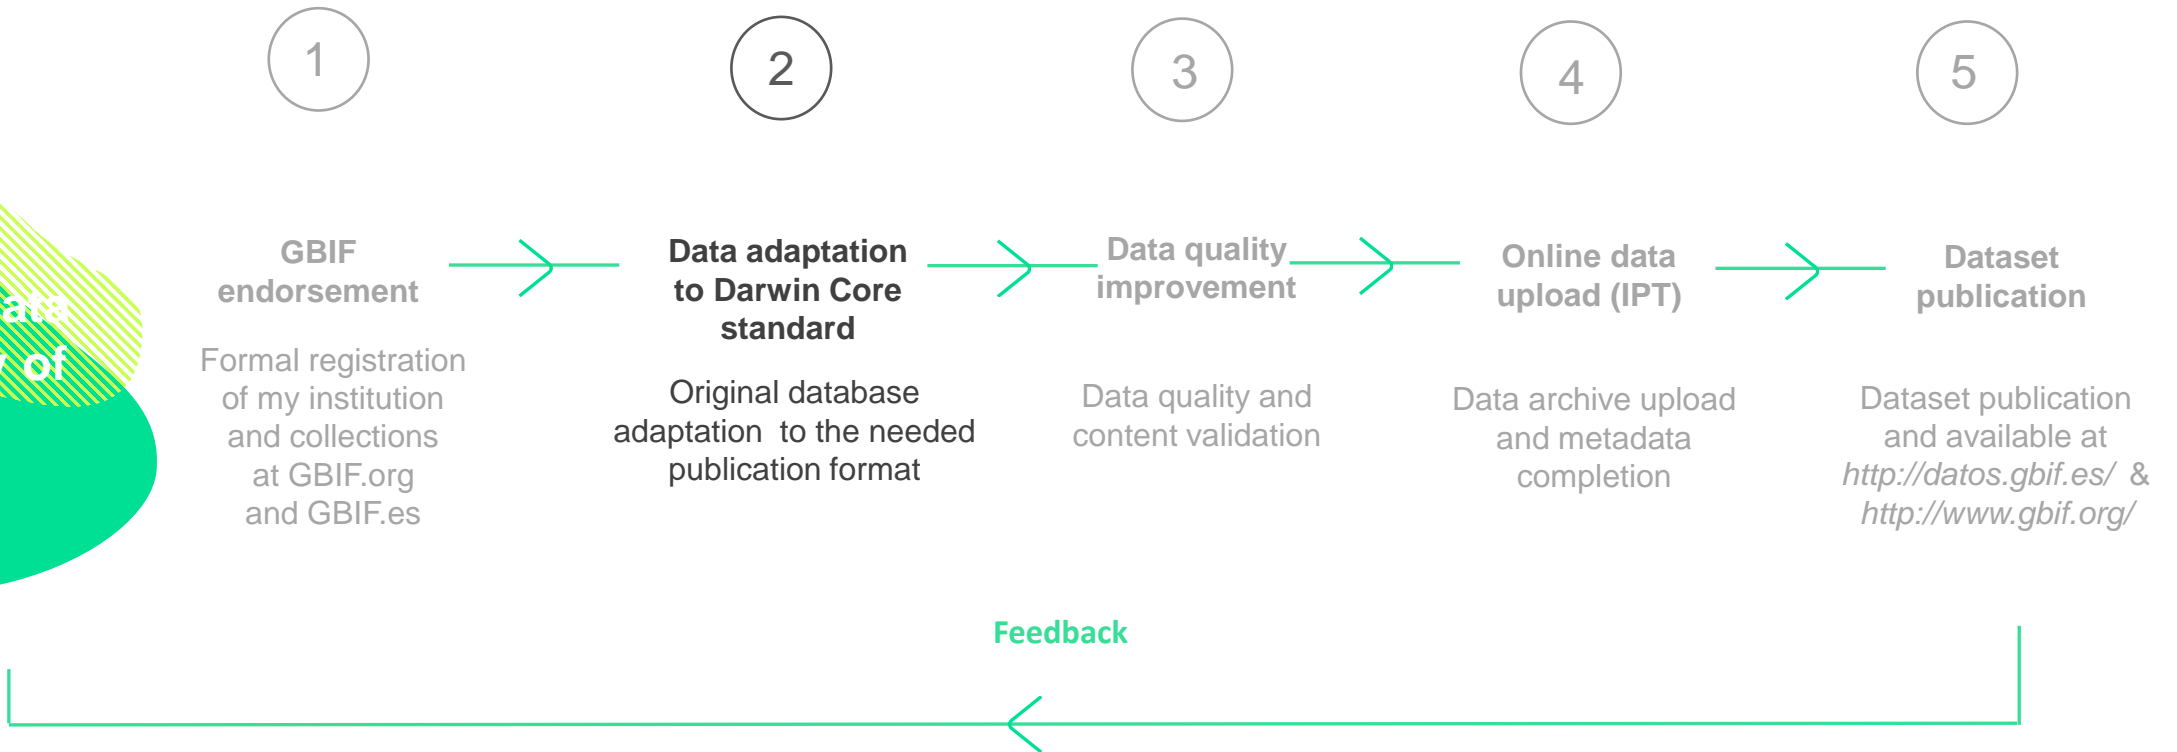 1
2
3
4
5
GBIF
endorsement
Formal registration
of my institution
and collections
at GBIF.org
and GBIF.es
Data adaptation
to Darwin Core
standard
Original database
adaptation  to the needed
publication format
Data quality
improvement
Data quality and
content validation
Online data
upload (IPT)
Data archive upload
and metadada
completion
Dataset
publication
Dataset publication
and available at
http://datos.gbif.es/  &
http://www.gbif.org/
of
Feedback